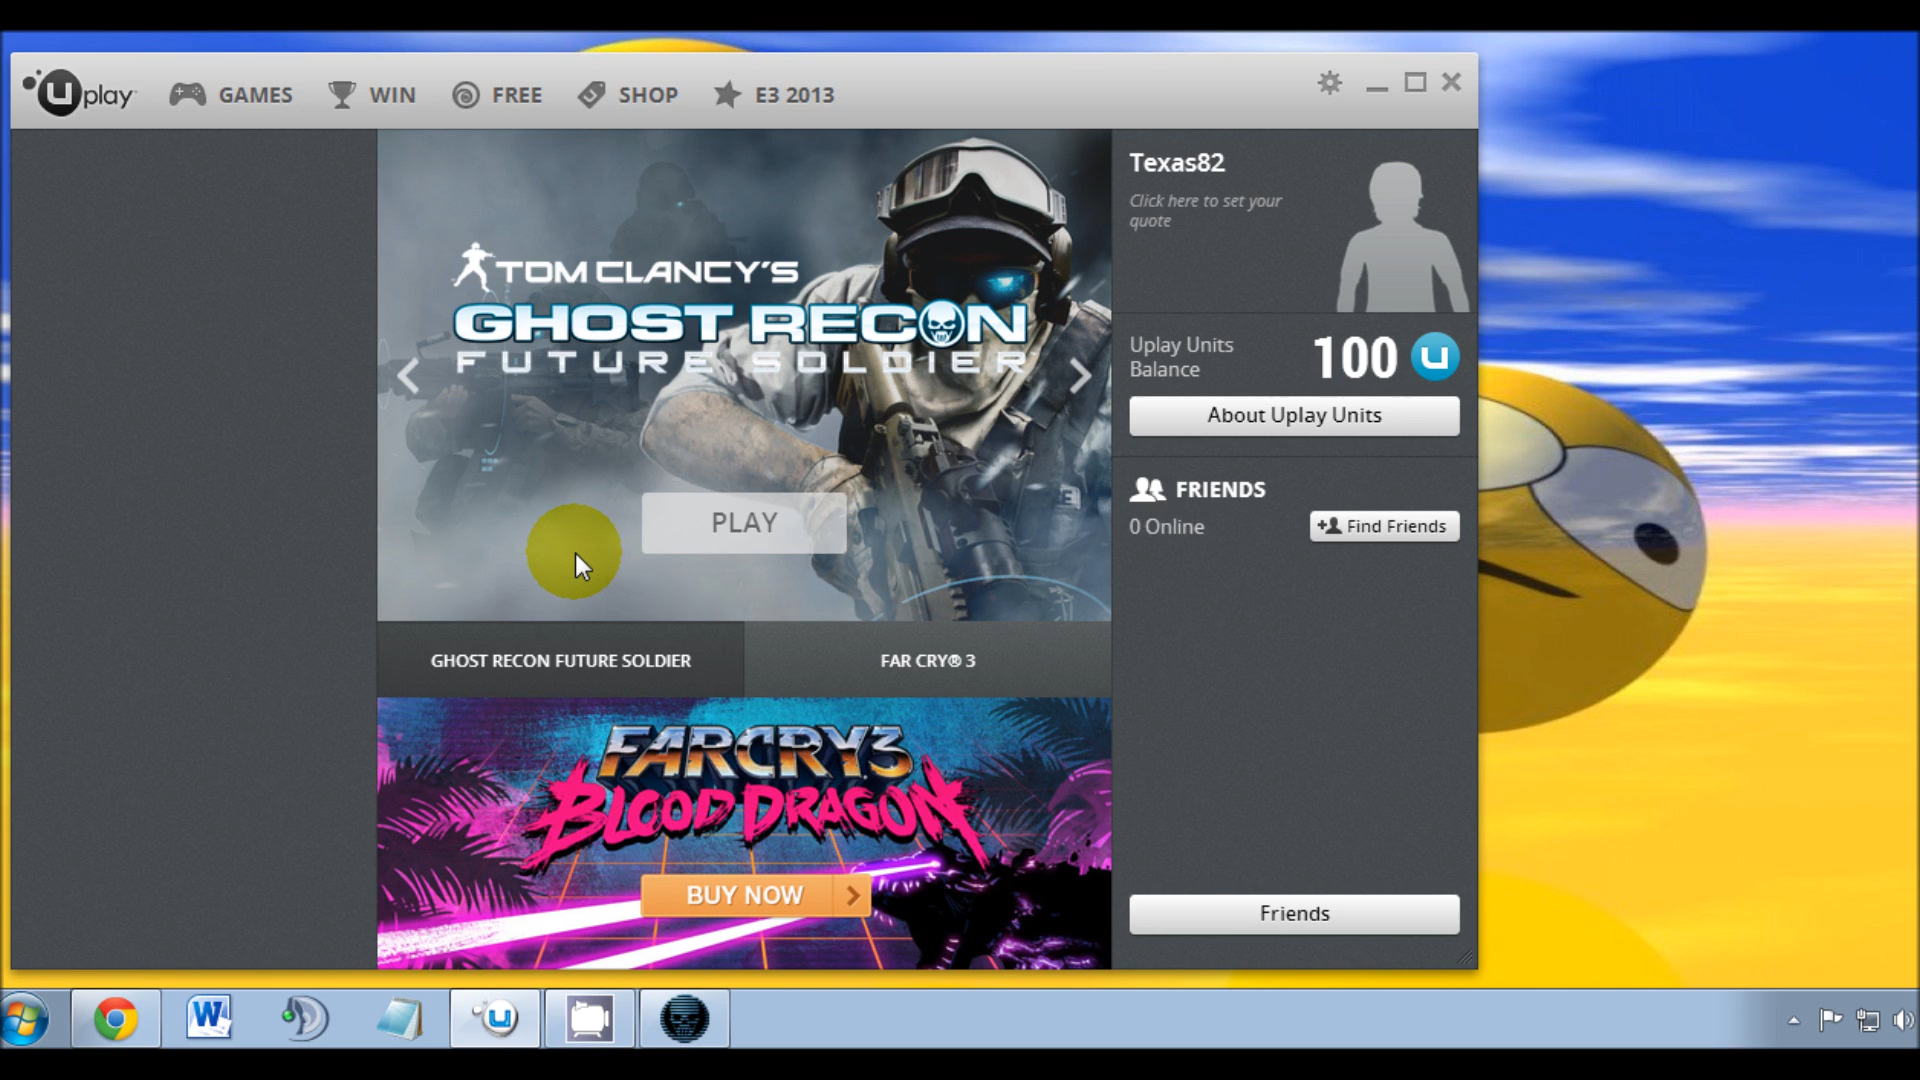 Uplay
GAMES
WIN
FREE
SHOP
E3 2013
TOM CLANCY'S
GHOST RECON
FUTURE SOLDIER
PLAY
GHOST RECON FUTURE SOLDIER
FAR CRY® 3
FARCRY3
BLOOD DRAGON
BUY NOW
Texas82
Click here to set your
quote
Uplay Units
Balance
100
About Uplay Units
FRIENDS
0 Online
Find Friends
Friends